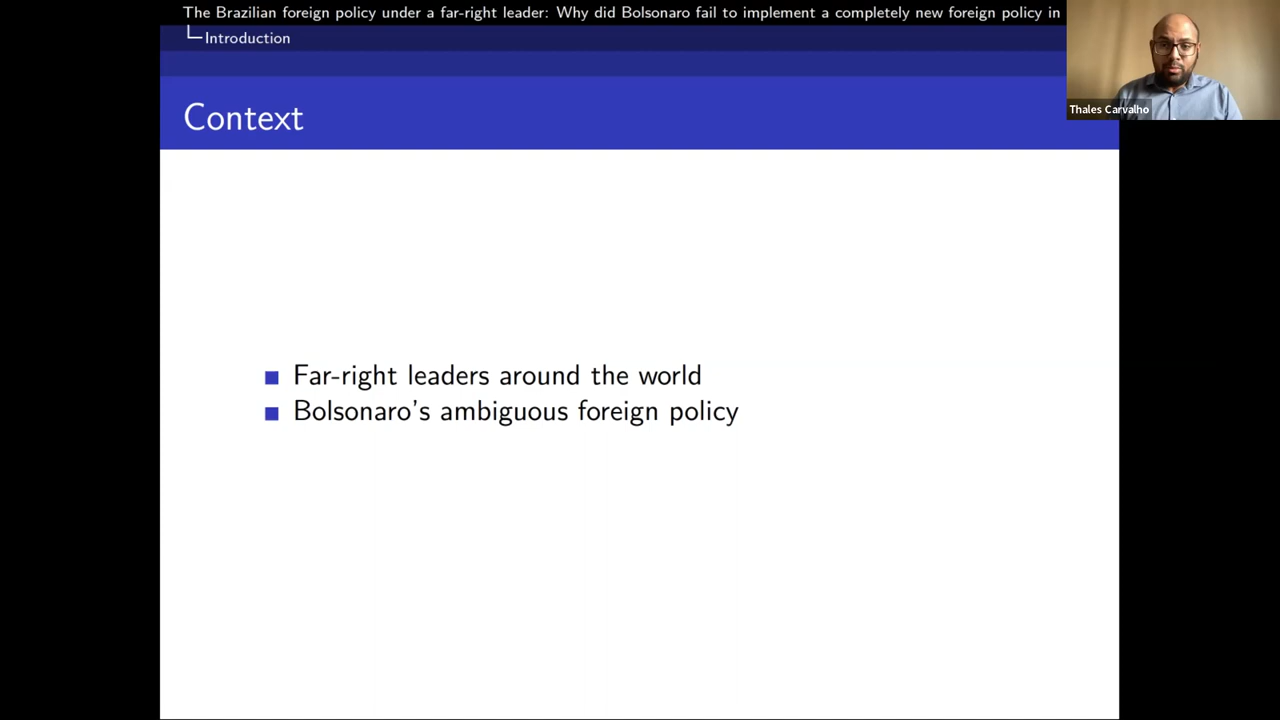 The Brazilian foreign policy under a far-right leader: Why did Bolsonaro fail to implement a completely new foreign policy in
Introduction
Thales Carvalho
Context
Far-right leaders around the world
Bolsonaro's ambiguous foreign policy